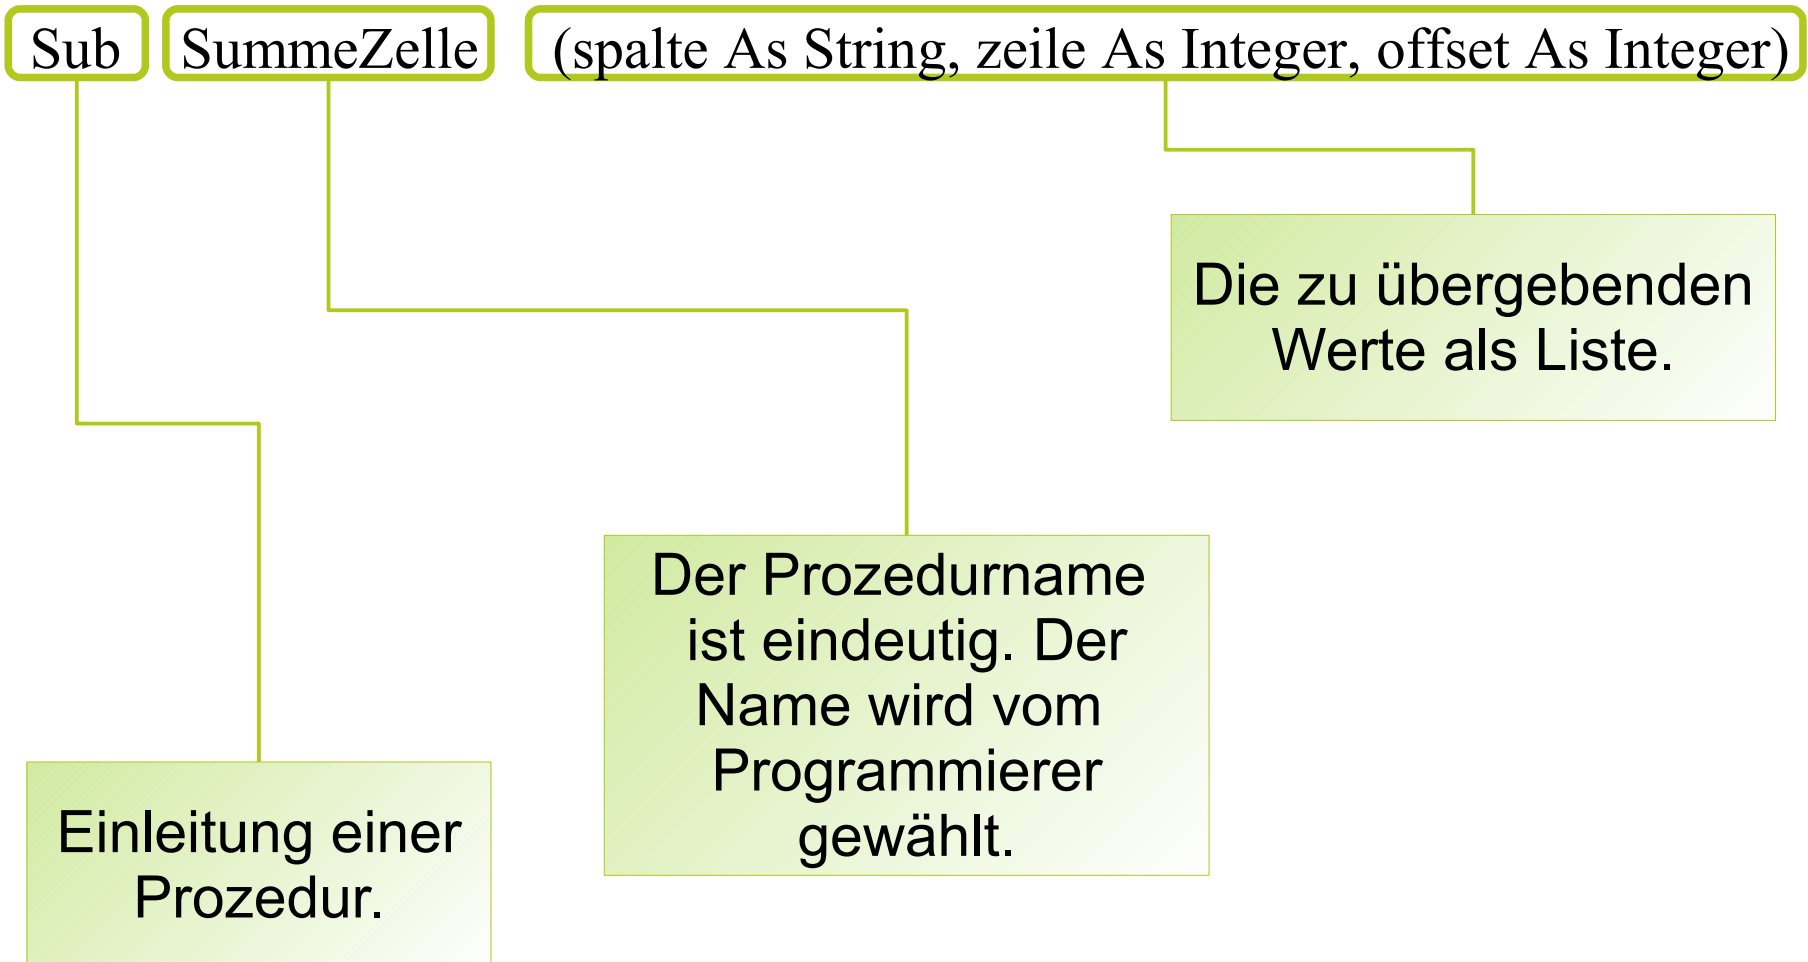 Sub SummeZelle (spalte As String, zeile As Integer, offset As Integer)
Die zu übergebenden
Werte als Liste.
Der Prozedurname
ist eindeutig. Der
Name wird vom
Programmierer
gewählt.
Einleitung einer
Prozedur.